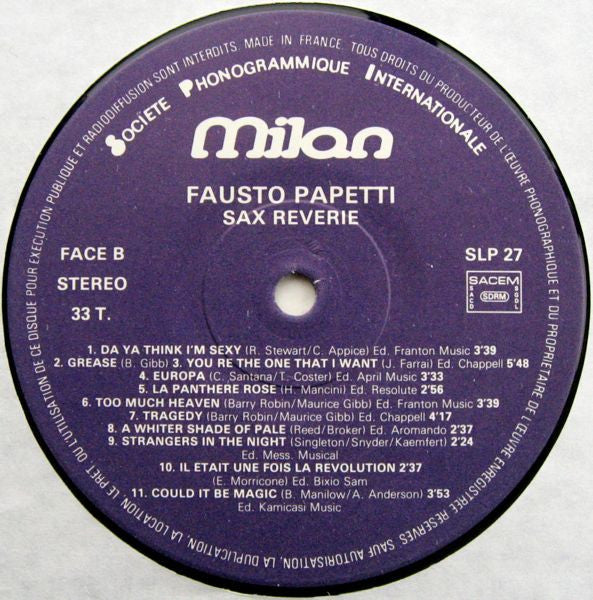 TOUS DROITS DU PRODUCTEUR DE L'ŒUVRE PHONOGRAPHIQUE ET DU PROPRIETAIRE DE L'ŒUVRE ENREGISTREE RESERVES. SAUF AUTORISATION, LA DUPLICATION, LA LOCATION, LE PRET OU L'UTILISATION DE CE DISQUE POUR EXECUTION PUBLIQUE ET RADIODIFFUSION SONT INTERDITS. MADE IN FRANCE.
SOCIETE PHONOGRAMMIQUE INTERNATIONALE
milan
FAUSTO PAPETTI
SAX REVERIE
FACE B
STEREO
33 T.
SLP 27
SACEM
SACD SDRM SGDL
1. DA YA THINK I'M SEXY (R. Stewart/C. Appice) Ed. Franton Music 3'39
2. GREASE (B. Gibb) 3. YOU RE THE ONE THAT I WANT (J. Farrai) Ed. Chappell 5'48
4. EUROPA (C. Santana/T. Coster) Ed. April Music 3'33
5. LA PANTHERE ROSE (H. Mancini) Ed. Resolute 2'56
6. TOO MUCH HEAVEN (Barry Robin/Maurice Gibb) Ed. Franton Music 3'39
7. TRAGEDY (Barry Robin/Maurice Gibb) Ed. Chappell 4'17
8. A WHITER SHADE OF PALE (Reed/Broker) Ed. Aromando 2'37
9. STRANGERS IN THE NIGHT (Singleton/Snyder/Kaemfert) 2'24
Ed. Mess. Musical
10. IL ETAIT UNE FOIS LA REVOLUTION 2'37
(E. Morricone) Ed. Bixio Sam
11. COULD IT BE MAGIC (B. Manilow/A. Anderson) 3'53
Ed. Kamicasi Music